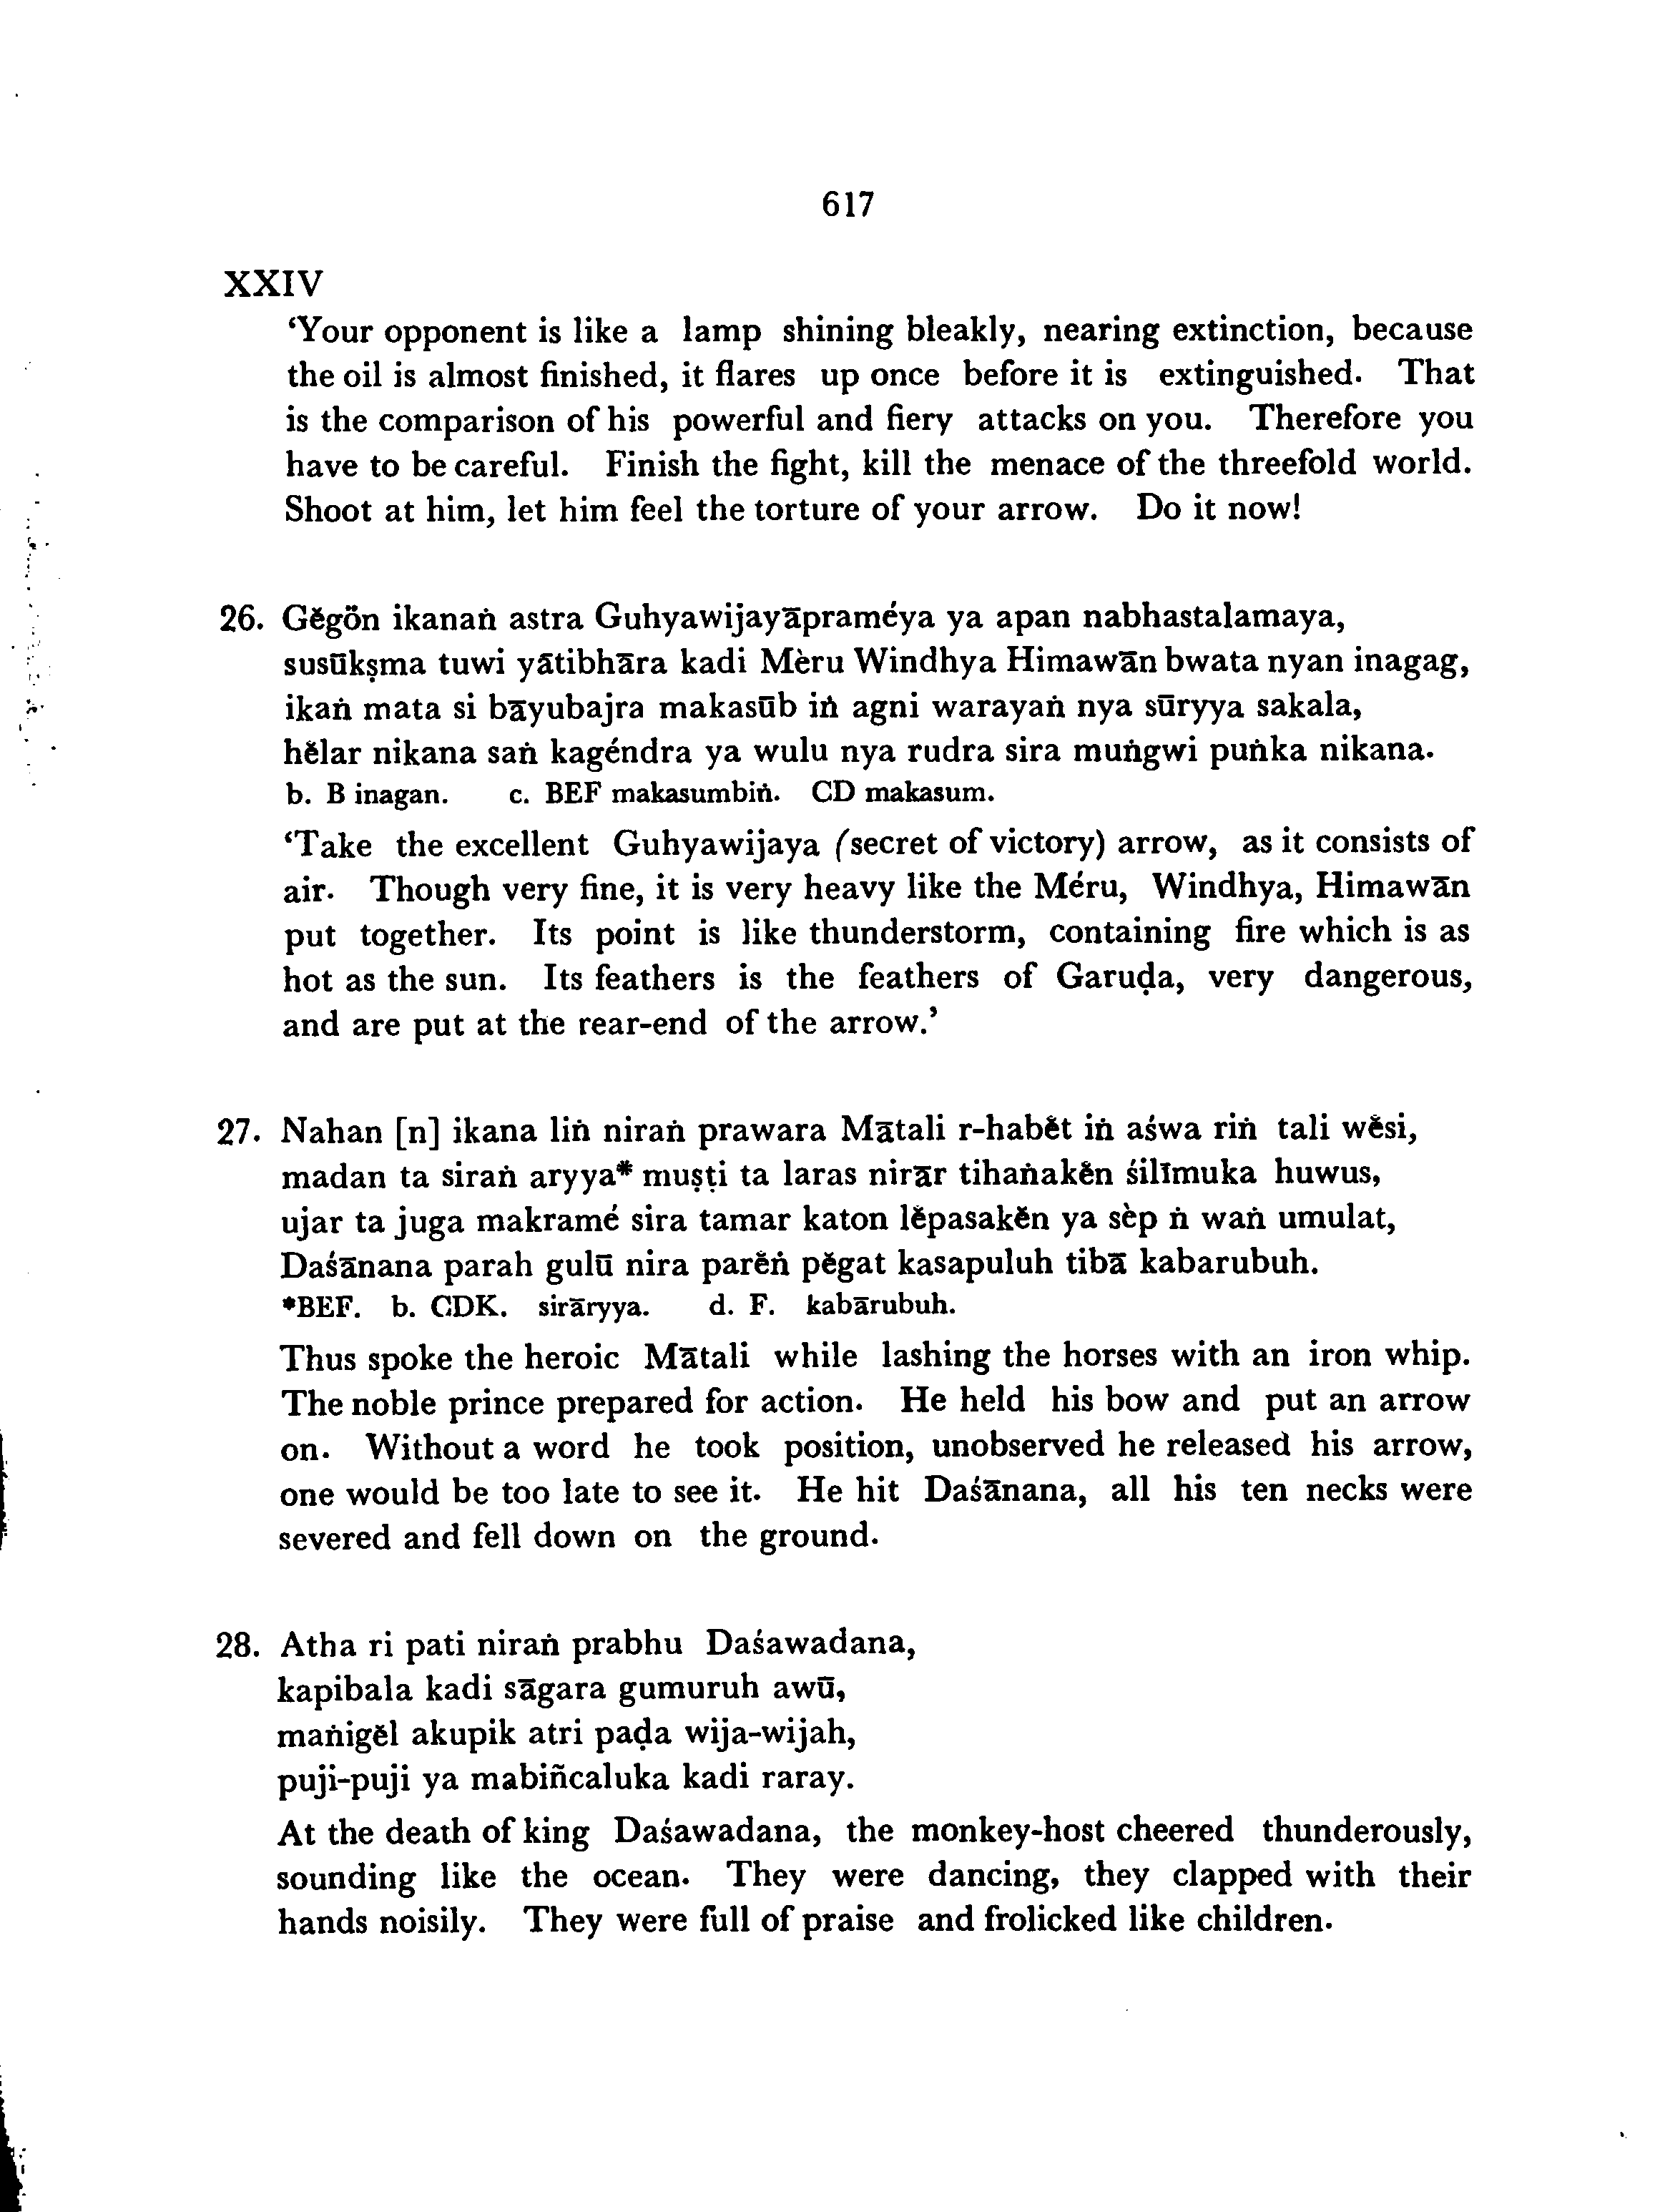 617
XXIV
‘Your opponent is like a lamp shining bleakly, nearing extinction, because
the oil is almost finished, it flares up once before it is extinguished. That
is the comparison of his powerful and fiery attacks on you. Therefore you
have to be careful. Finish the fight, kill the menace of the threefold world.
Shoot at him, let him feel the torture of your arrow. Do it now!
26. Gĕgö̆n ikanaṅ astra Guhyawijayāpraméya ya apan nabhastalamaya,
susūkṣma tuwi yātibhāra kadi Mèru Windhya Himawān bwata nyan inagag,
ikaṅ mata si bāyubajra makasūb iṅ agni warayaṅ nya sūryya sakala,
hĕlar nikana saṅ kagéndra ya wulu nya rudra sira muṅgwi puṅka nikana.
b. B inagan. c. BEF makasumbiṅ. CD makasum.
‘Take the excellent Guhyawijaya (secret of victory) arrow, as it consists of
air. Though very fine, it is very heavy like the Méru, Windhya, Himawān
put together. Its point is like thunderstorm, containing fire which is as
hot as the sun. Its feathers is the feathers of Garuḍa, very dangerous,
and are put at the rear-end of the arrow.’
27. Nahan [n] ikana liṅ niraṅ prawara Mātali r-habĕt iṅ aśwa riṅ tali wĕsi,
madan ta siraṅ aryya* muṣṭi ta laras nirār tihaṅakĕn śilīmuka huwus,
ujar ta juga makramé sira tamar katon lĕpasakĕn ya sèp ṅ waṅ umulat,
Daśānana parah gulū nira parĕṅ pĕgat kasapuluh tibā kabarubuh.
*BEF. b. CDK. sirāryya. d. F. kabārubuh.
Thus spoke the heroic Mātali while lashing the horses with an iron whip.
The noble prince prepared for action. He held his bow and put an arrow
on. Without a word he took position, unobserved he released his arrow,
one would be too late to see it. He hit Daśānana, all his ten necks were
severed and fell down on the ground.
28. Atha ri pati niraṅ prabhu Daśawadana,
kapibala kadi sāgara gumuruh awū,
maṅigĕl akupik atri paḍa wija-wijah,
puji-puji ya mabiñcaluka kadi raray.
At the death of king Daśawadana, the monkey-host cheered thunderously,
sounding like the ocean. They were dancing, they clapped with their
hands noisily. They were full of praise and frolicked like children.